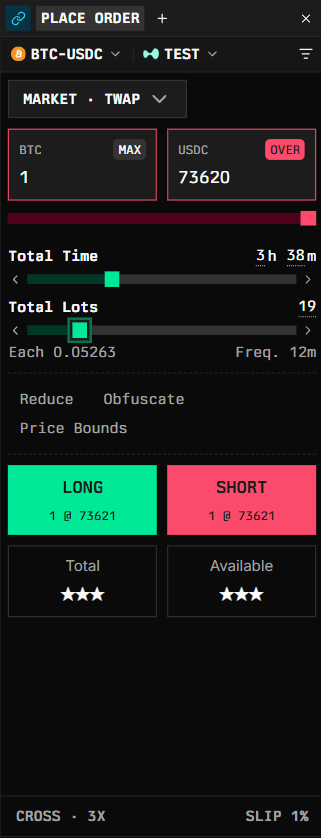 PLACE ORDER +
BTC-USDC TEST
MARKET · TWAP
BTC MAX USDC OVER
1 73620
Total Time 3h 38m
Total Lots 19
Each 0.05263 Freq. 12m
Reduce Obfuscate
Price Bounds
LONG SHORT
1 @ 73621 1 @ 73621
Total Available
★★★ ★★★
CROSS · 3X SLIP 1%